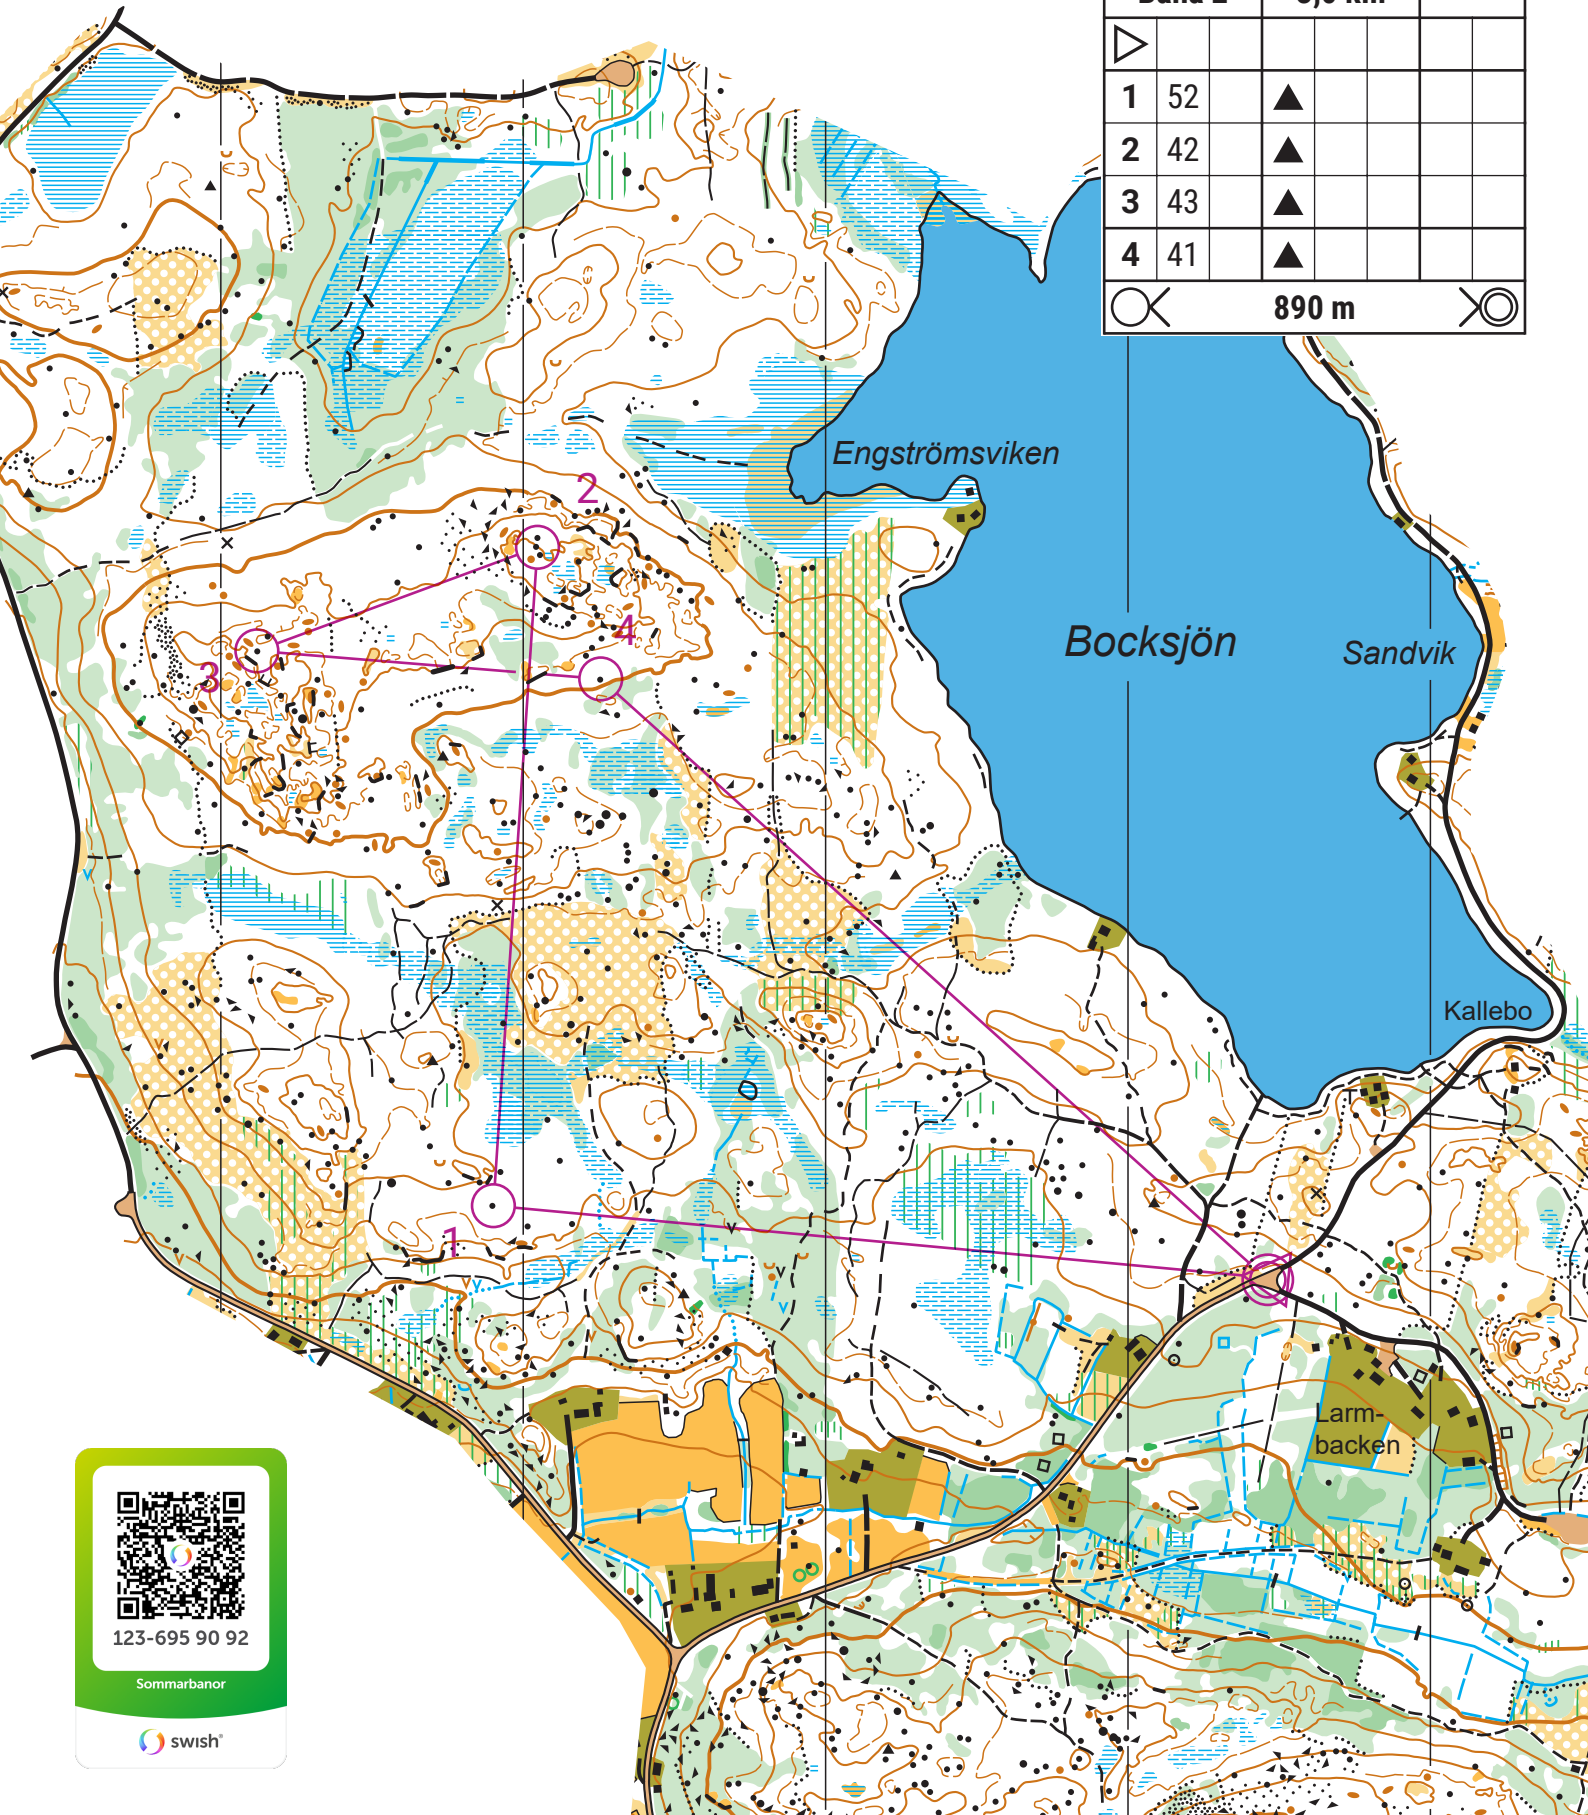 1 52
2 42
3 43
4 41
890 m
Engströmsviken
2
Bocksjön
Sandvik
4
3
Kallebo
1
Larm-
backen
123-695 90 92
Sommarbanor
swish®